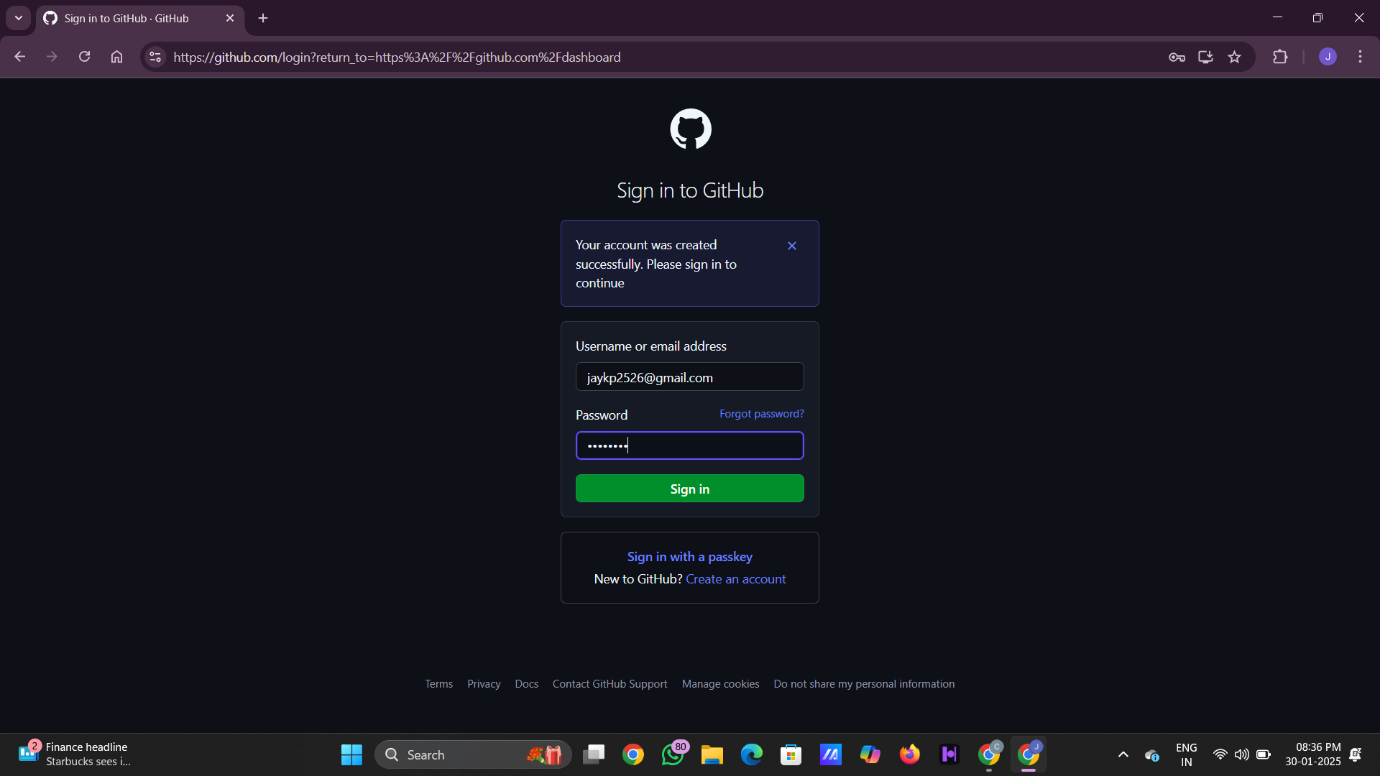 Sign in to GitHub · GitHub
https://github.com/login?return_to=https%3A%2F%2Fgithub.com%2Fdashboard
J
Sign in to GitHub
Your account was created
successfully. Please sign in to
continue
Username or email address
jaykp2526@gmail.com
Password
Forgot password?
••••••••
Sign in
Sign in with a passkey
New to GitHub? Create an account
Terms
Privacy
Docs
Contact GitHub Support
Manage cookies
Do not share my personal information
2
Finance headline
Starbucks sees i...
Search
80
C
J
ENG
IN
08:36 PM
30-01-2025